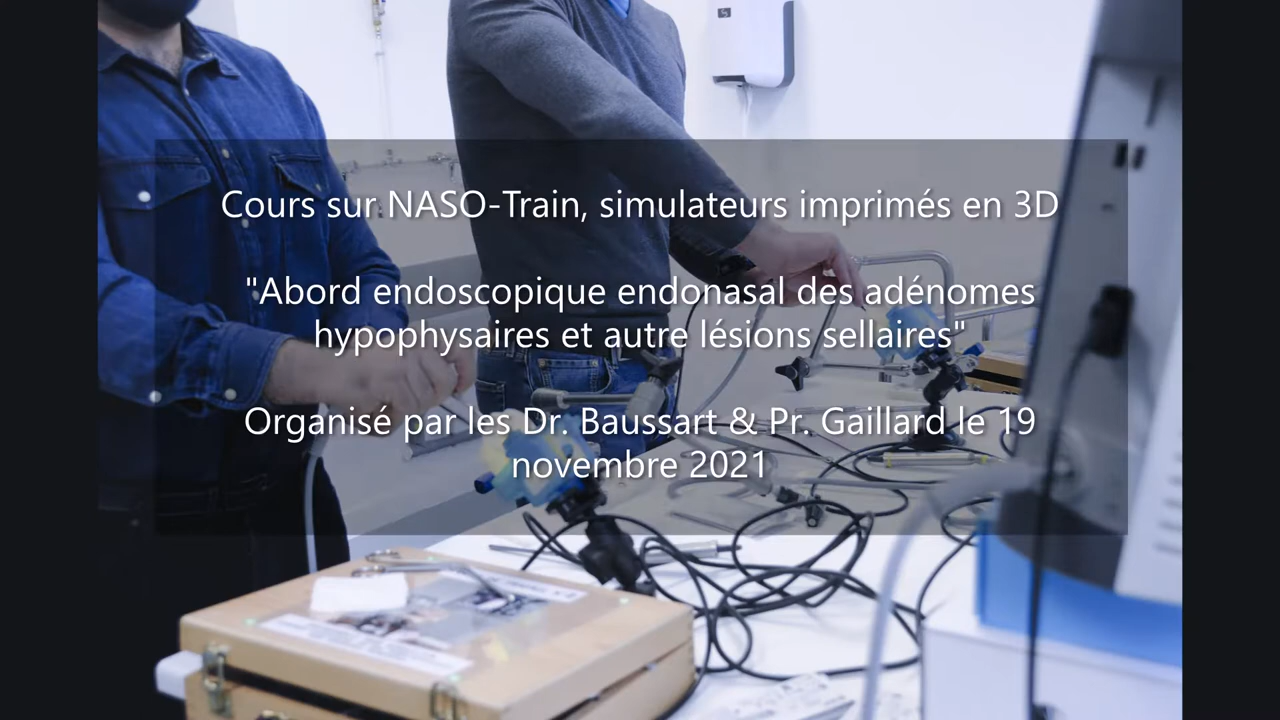 Cours sur NASO-Train, simulateurs imprimés en 3D
"Abord endoscopique endonasal des adénomes
hypophysaires et autre lésions sellaires"
Organisé par les Dr. Baussart & Pr. Gaillard le 19
novembre 2021